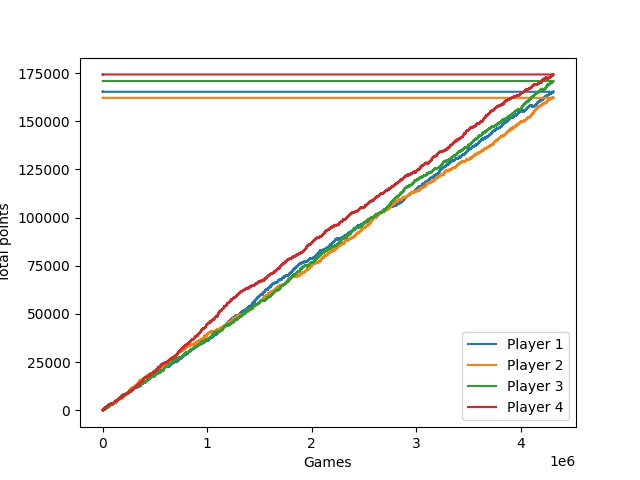 175000
150000
125000
100000
75000
50000
25000
0
Total points
0 1 2 3 4
1e6
Games
Player 1
Player 2
Player 3
Player 4